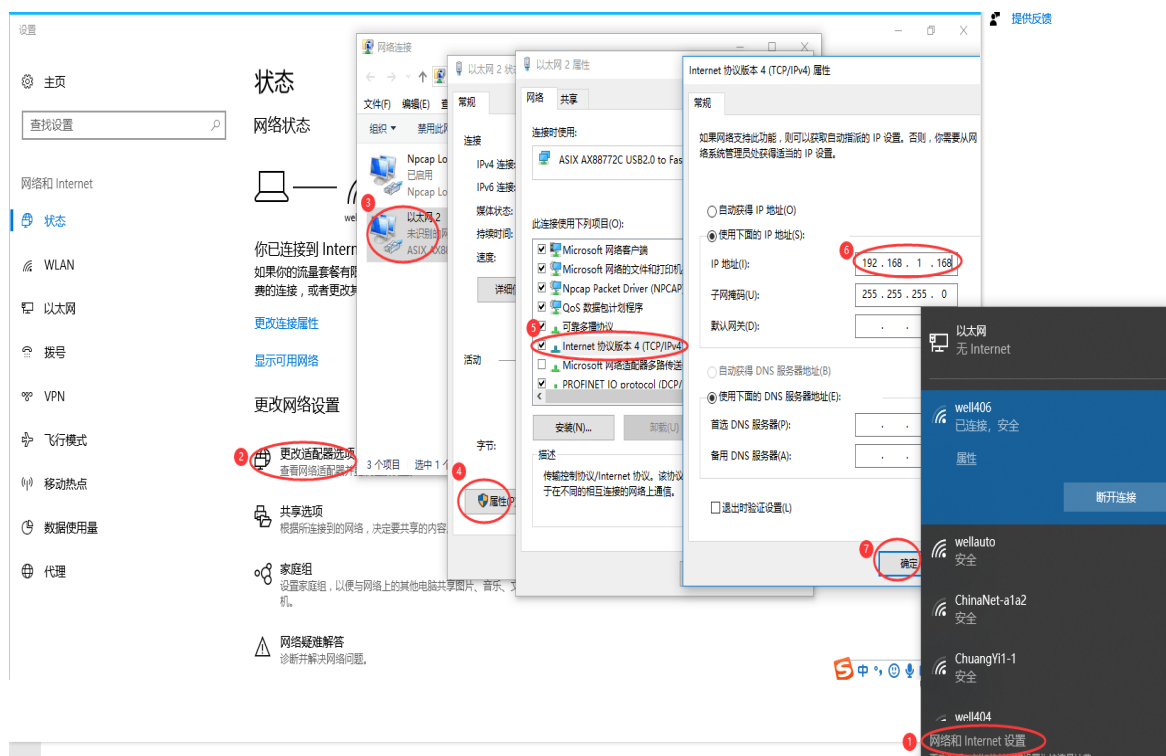 设置
主页
查找设置
网络和 Internet
状态
WLAN
以太网
拨号
VPN
飞行模式
移动热点
数据使用量
代理
状态
网络状态
你已连接到 Intern
如果你的流量套餐有限
费的连接，或者更改其
更改连接属性
显示可用网络
更改网络设置
2
更改适配器选项
查看网络适配器并
共享选项
根据所连接到的网络，决定要共享的内容
家庭组
设置家庭组，以便与网络上的其他电脑共享图片、音乐、文
机。
网络疑难解答
诊断并解决网络问题。
网络连接
文件(F) 编辑(E) 查
组织 禁用此网
Npcap Lo
已启用
Npcap Lo
3
以太网 2
未识别的网
ASIX AX88
3 个项目 选中 1 个
以太网 2 状
常规
连接
IPv4 连接:
IPv6 连接:
媒体状态:
持续时间:
速度:
详细(
活动
字节:
4
属性(P
以太网 2 属性
网络 共享
连接时使用:
ASIX AX88772C USB2.0 to Fas
此连接使用下列项目(O):
Microsoft 网络客户端
Microsoft 网络的文件和打印机
Npcap Packet Driver (NPCAP
QoS 数据包计划程序
可靠多播协议
5
Internet 协议版本 4 (TCP/IPv4)
Microsoft 网络适配器多路传送
PROFINET IO protocol (DCP/
安装(N)... 卸载(U)
描述
传输控制协议/Internet 协议。该协议
于在不同的相互连接的网络上通信。
Internet 协议版本 4 (TCP/IPv4) 属性
常规
如果网络支持此功能，则可以获取自动指派的 IP 设置。否则，你需要从网
络系统管理员处获得适当的 IP 设置。
自动获得 IP 地址(O)
使用下面的 IP 地址(S):
6
IP 地址(I): 192 . 168 . 1 . 168
子网掩码(U): 255 . 255 . 255 . 0
默认网关(D): . .
自动获得 DNS 服务器地址(B)
使用下面的 DNS 服务器地址(E):
首选 DNS 服务器(P): . .
备用 DNS 服务器(A): . .
退出时验证设置(L)
7
确定
提供反馈
中
以太网
无 Internet
well406
已连接，安全
属性
断开连接
wellauto
安全
ChinaNet-a1a2
安全
ChuangYi1-1
安全
well404
1
网络和 Internet 设置